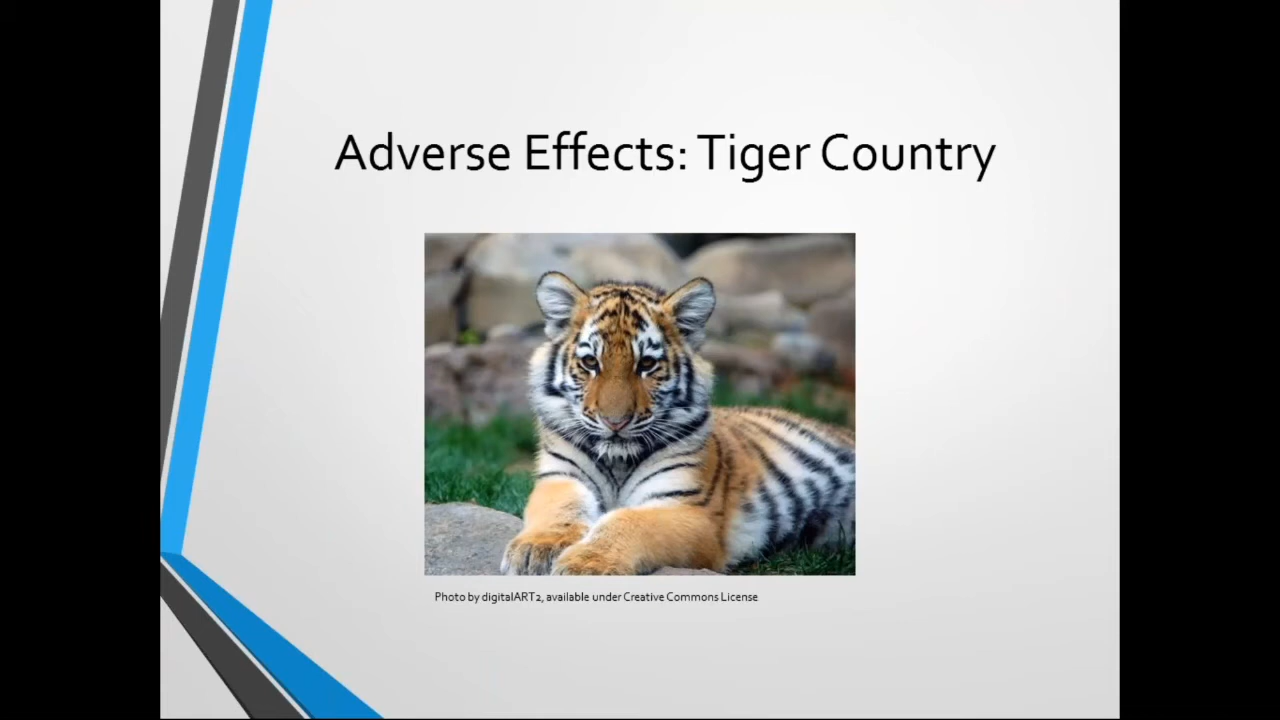 Adverse Effects: Tiger Country
Photo by digitalART2, available under Creative Commons License